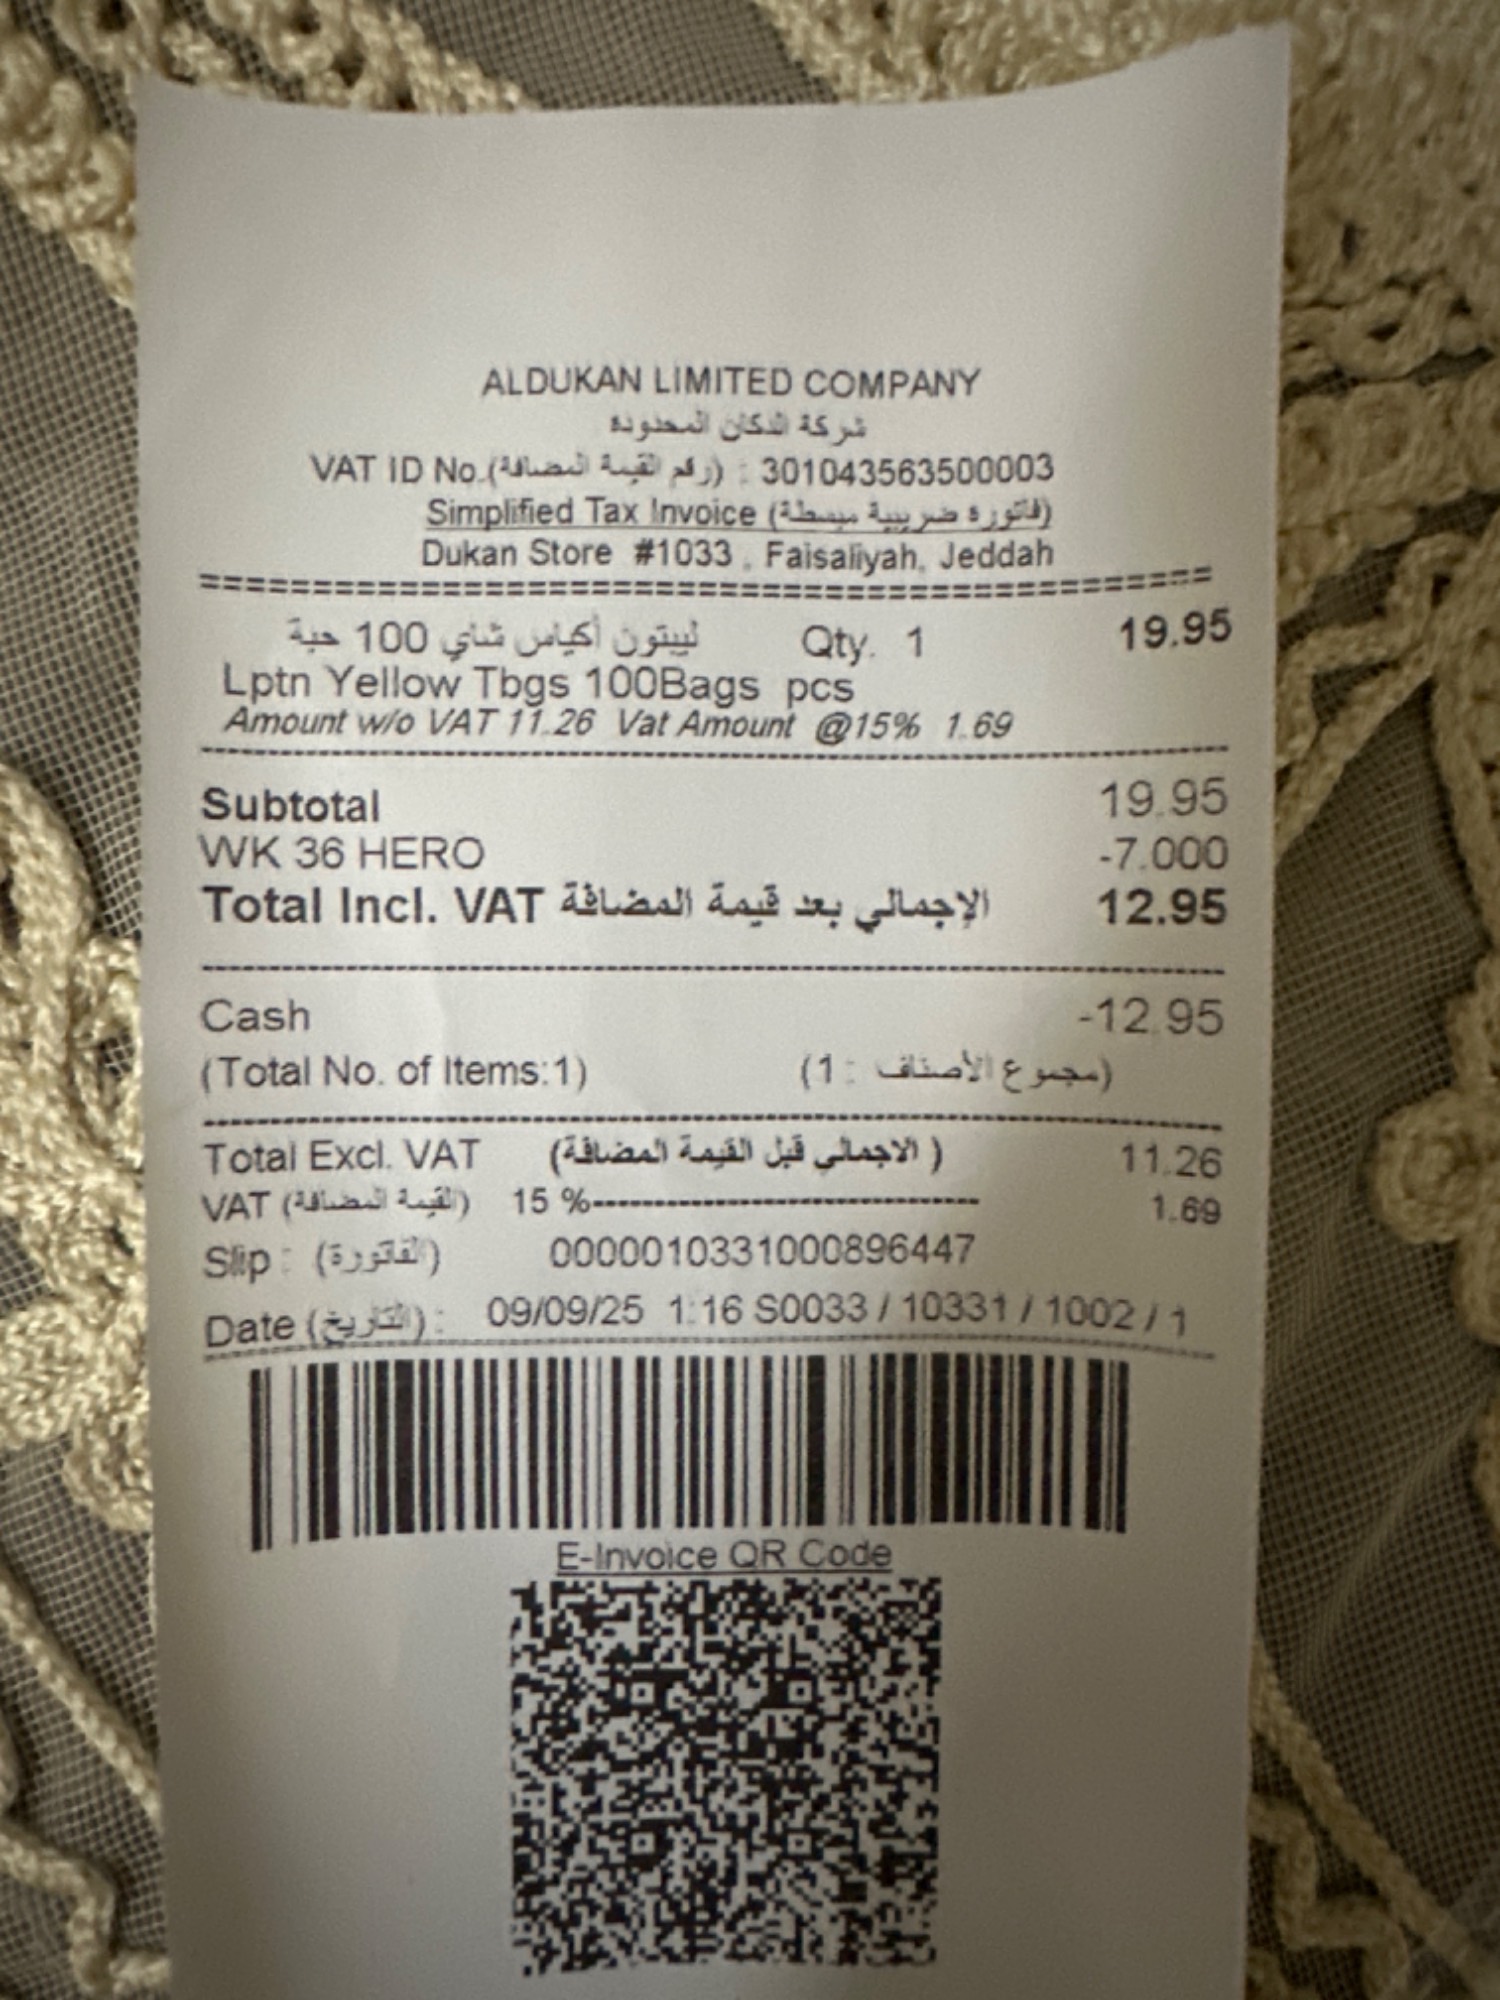 ALDUKAN LIMITED COMPANY
شركة الدكان المحدودة
VAT ID No.(رقم القيمة المضافة) : 301043563500003
Simplified Tax Invoice (فاتورة ضريبية مبسطة)
Dukan Store #1033 , Faisaliyah, Jeddah
ليبتون أكياس شاي 100 حبة Qty. 1 19.95
Lptn Yellow Tbgs 100Bags pcs
Amount w/o VAT 11.26 Vat Amount @15% 1.69
Subtotal 19.95
WK 36 HERO -7.000
Total Incl. VAT الإجمالي بعد قيمة المضافة 12.95
Cash -12.95
(Total No. of Items:1) (مجموع الأصناف : 1)
Total Excl. VAT (الاجمالي قبل القيمة المضافة ) 11.26
VAT (القيمة المضافة) 15 %--- 1.69
Slip : (الفاتورة) 0000010331000896447
Date (التاريخ) : 09/09/25 1:16 S0033 / 10331 / 1002 / 1
E-Invoice QR Code